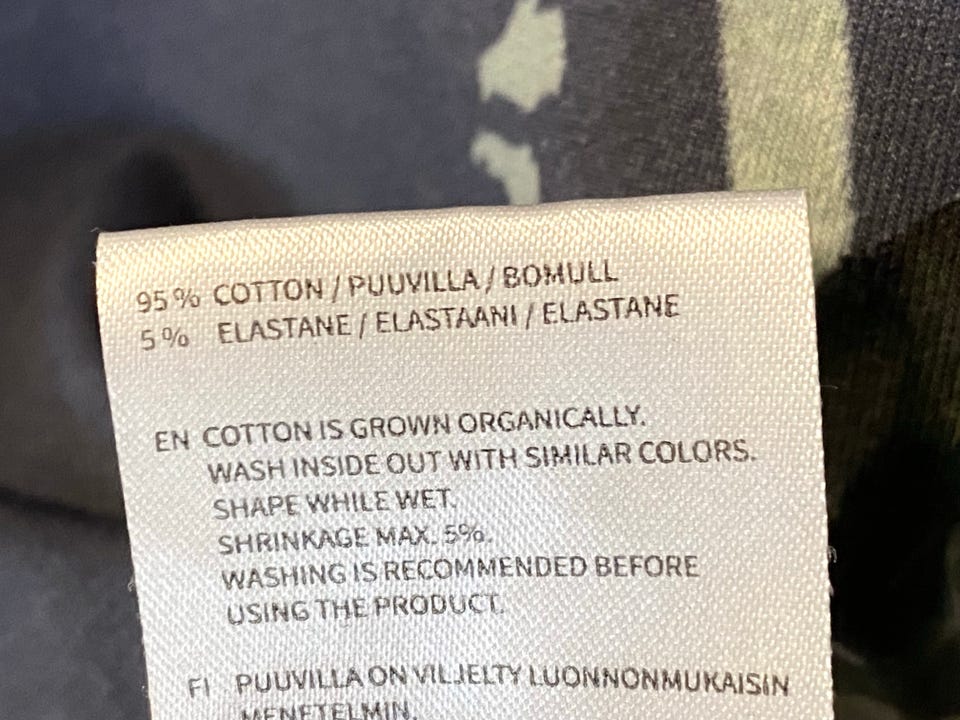 95 % COTTON / PUUVILLA / BOMULL
5 % ELASTANE / ELASTAANI / ELASTANE
EN COTTON IS GROWN ORGANICALLY.
WASH INSIDE OUT WITH SIMILAR COLORS.
SHAPE WHILE WET.
SHRINKAGE MAX. 5%.
WASHING IS RECOMMENDED BEFORE
USING THE PRODUCT.
FI PUUVILLA ON VILJELTY LUONNONMUKAISIN
MENETELMIN.